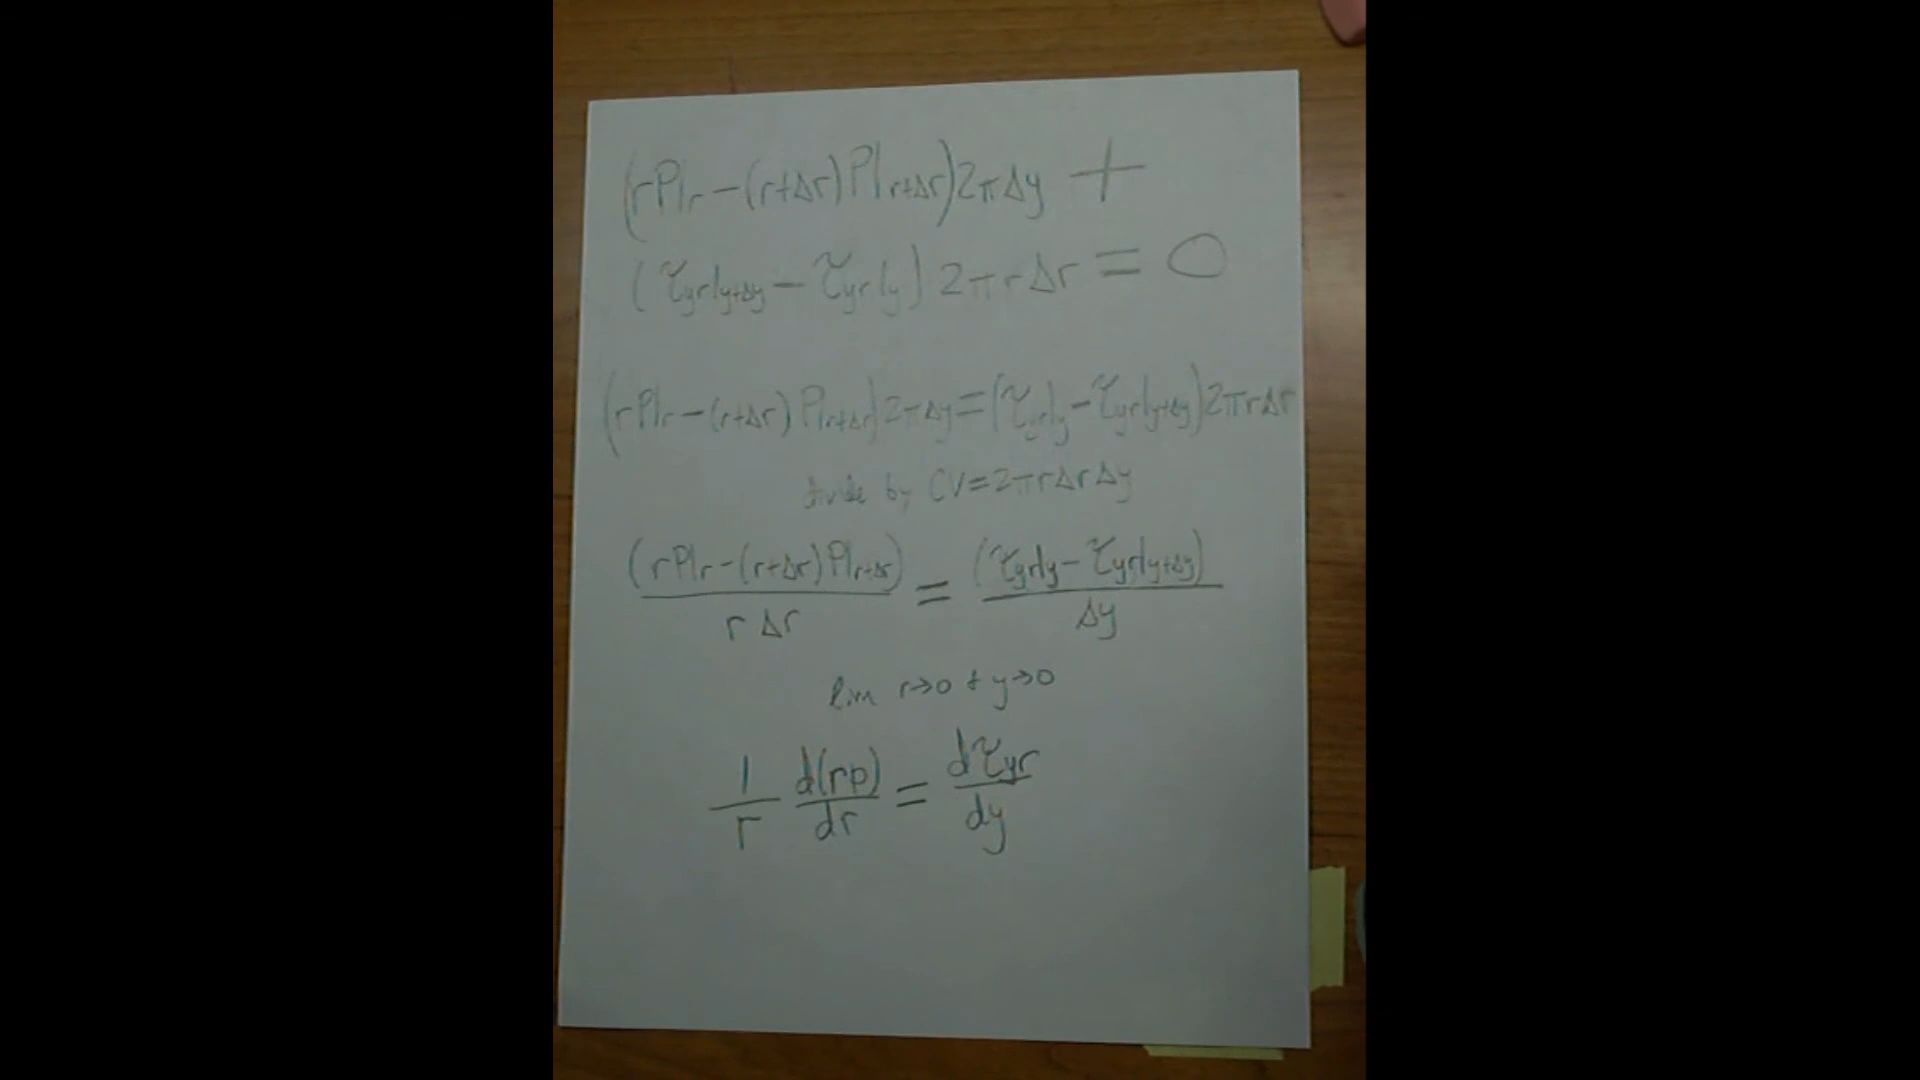 (rP|r - (r+Δr)P|r+Δr)2πΔy +
(τyr|y+Δy - τyr|y) 2πrΔr = 0
(rP|r - (r+Δr) P|r+Δr)2πΔy = (τyr|y - τyr|y+Δy)2πrΔr
divide by CV=2πrΔrΔy
(rP|r - (r+Δr)P|r+Δr) / rΔr = (τyr|y - τyr|y+Δy) / Δy
lim r→0 + y→0
1/r d(rp)/dr = dτyr/dy